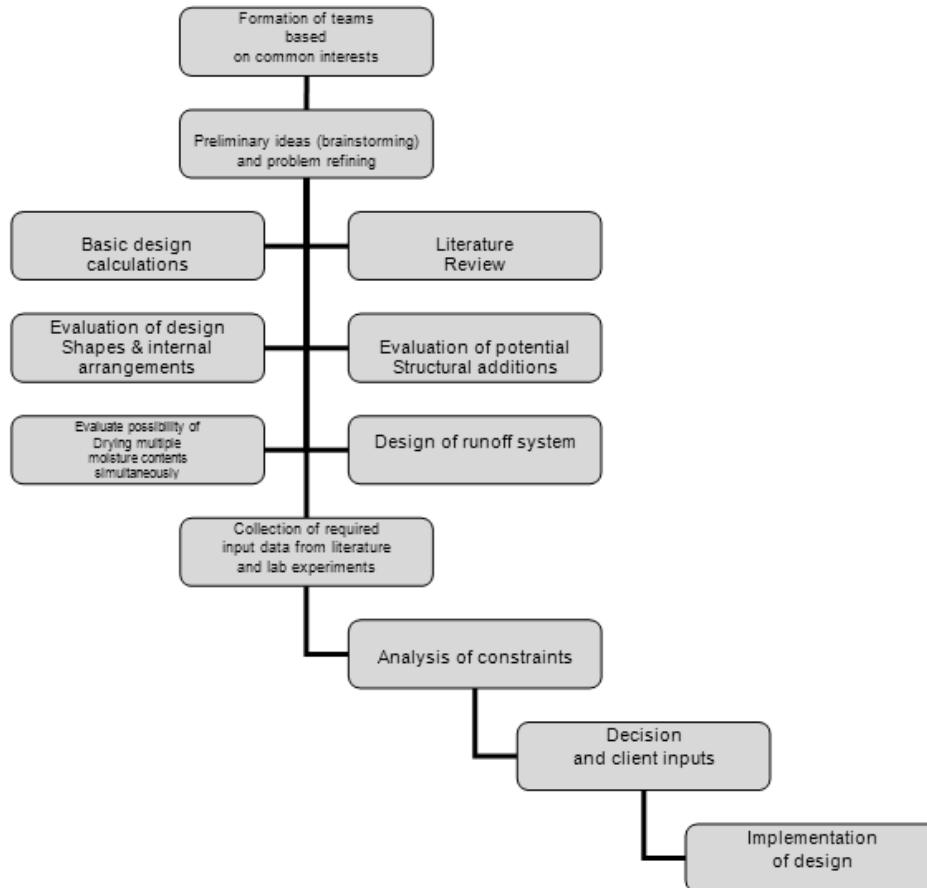 Formation of teams
based
on common interests
Preliminary ideas (brainstorming)
and problem refining
Basic design
calculations
Literature
Review
Evaluation of design
Shapes & internal
arrangements
Evaluation of potential
Structural additions
Evaluate possibility of
Drying multiple
moisture contents
simultaneously
Design of runoff system
Collection of required
input data from literature
and lab experiments
Analysis of constraints
Decision
and client inputs
Implementation
of design